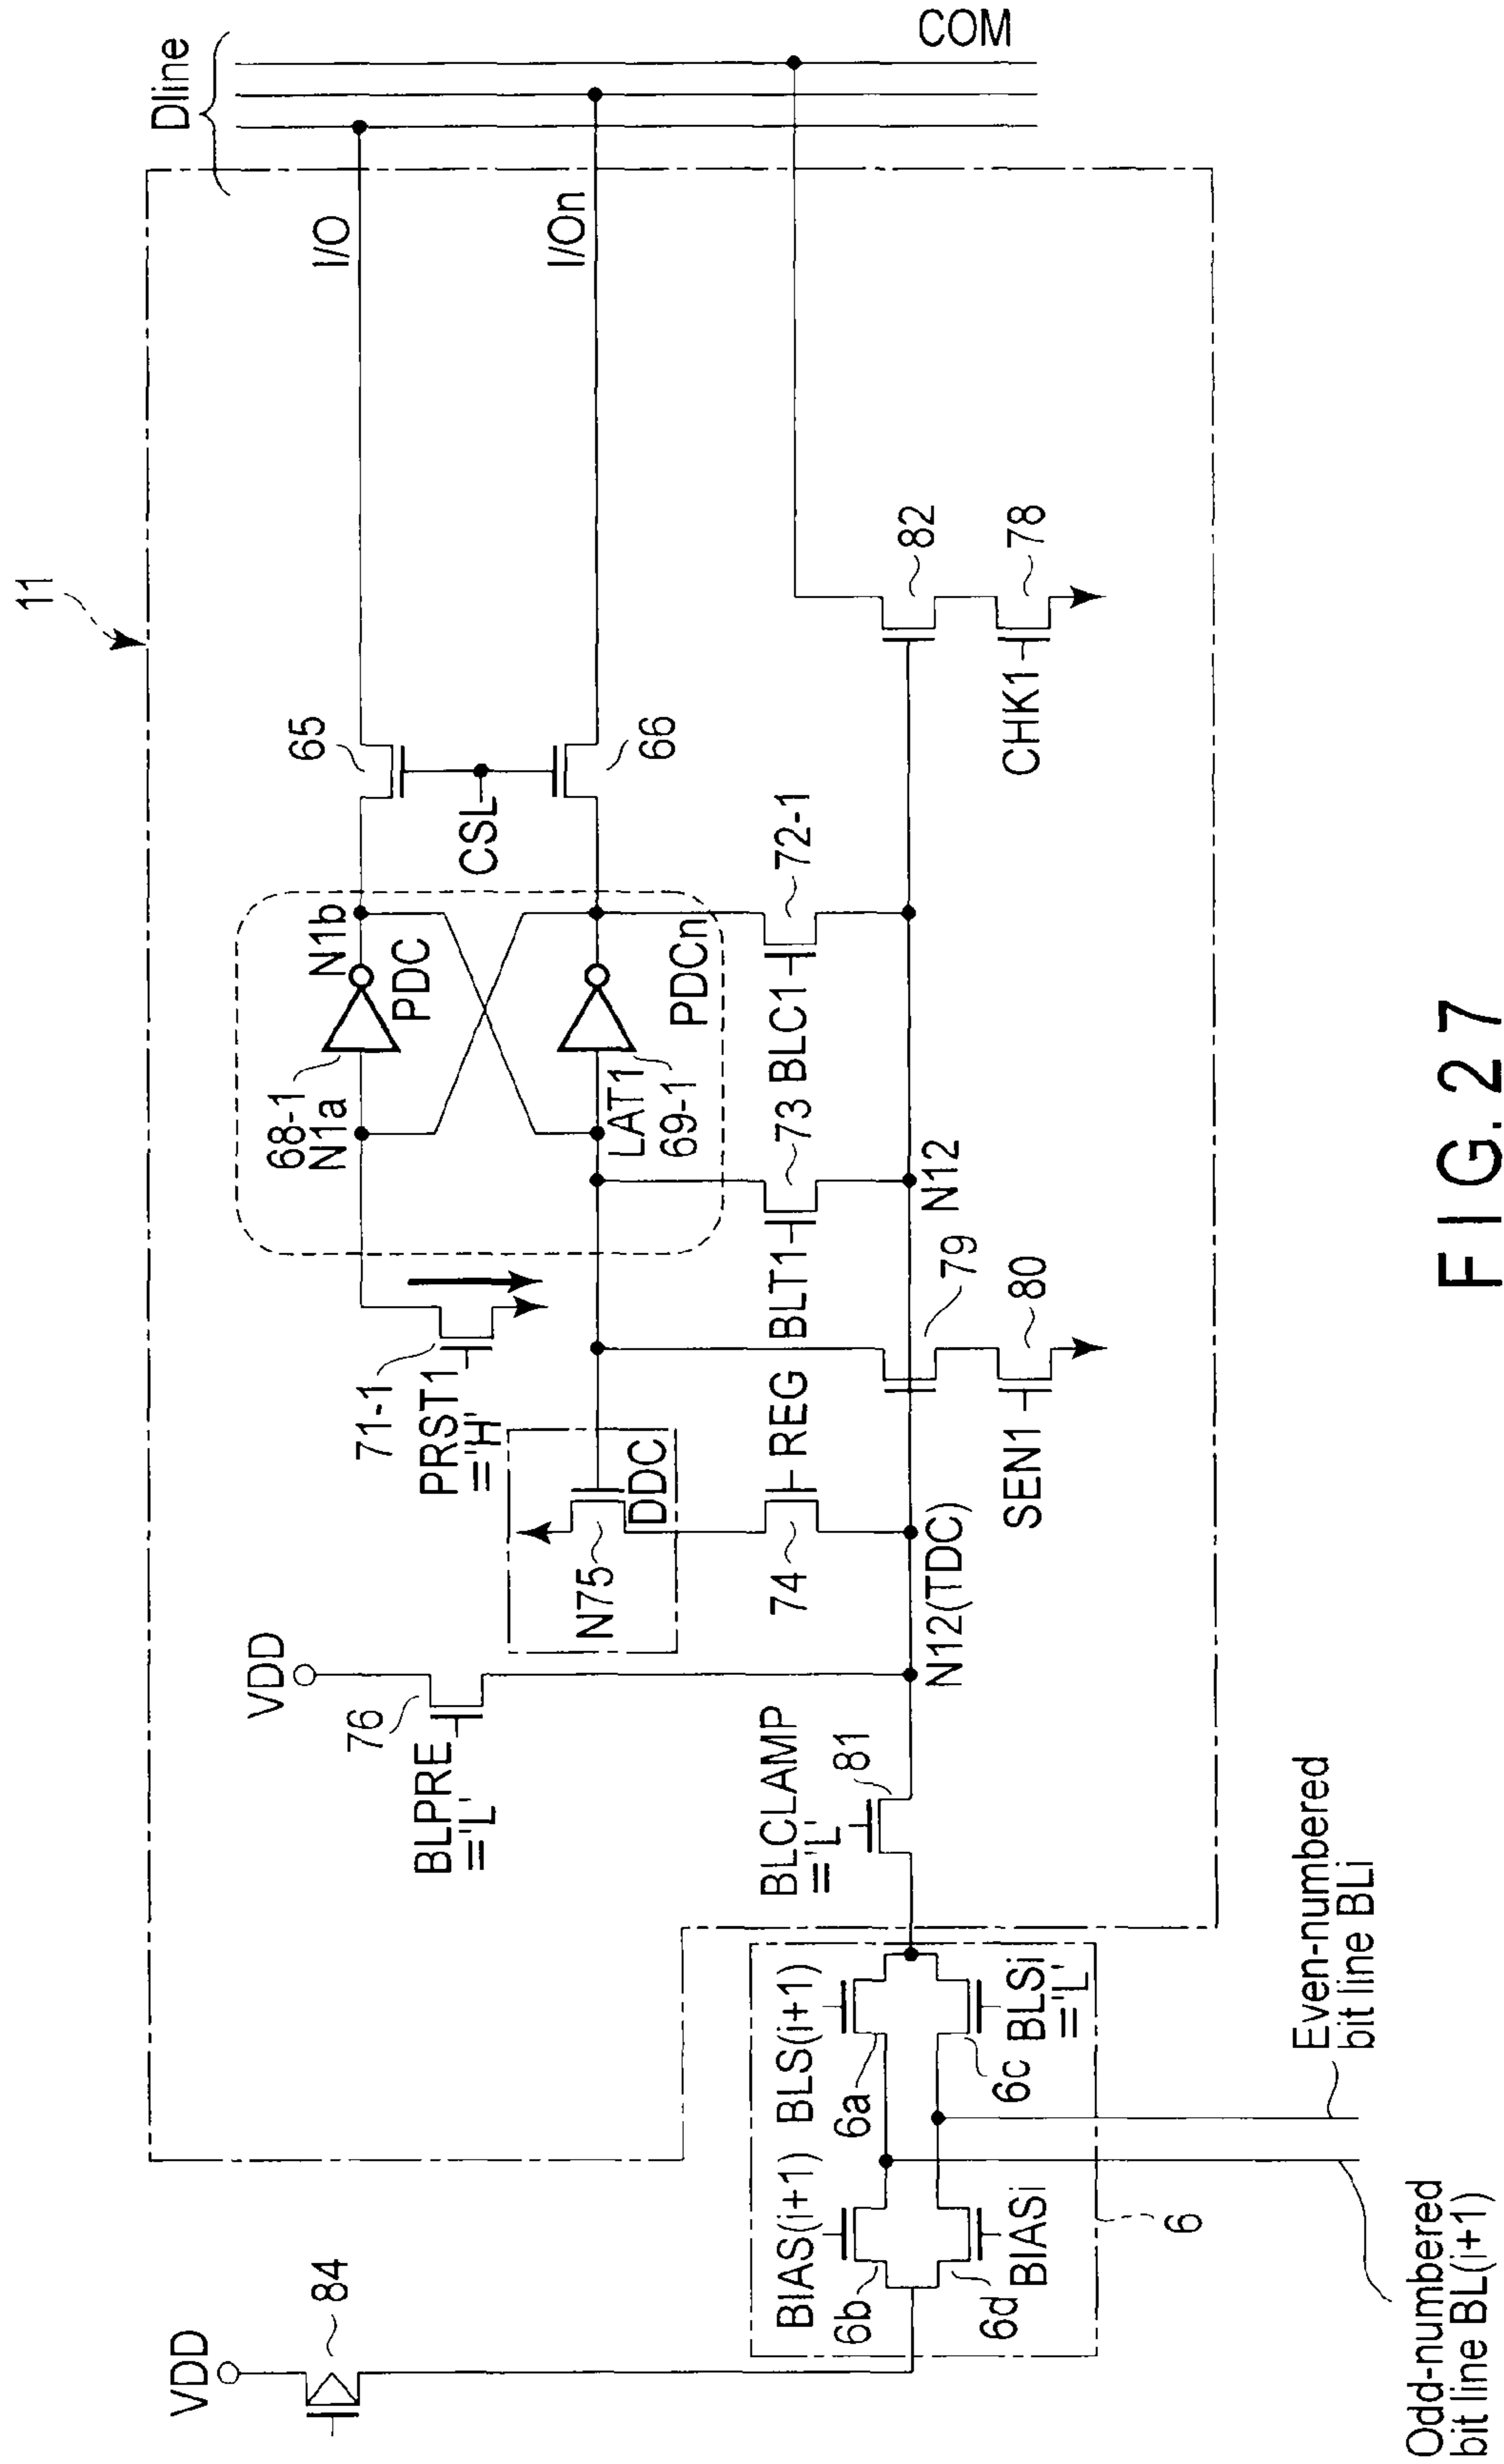 11
Dline
COM
I/O
I/On
65
66
CSL
N1b
PDC
68-1
N1a
LAT1
69-1
PDCn
72-1
BLC1
73
BLT1
N12
82
78
CHK1
79
80
SEN1
71-1
PRST1
='H'
DDC
N75
REG
74
N12(TDC)
VDD
76
BLPRE
='L'
BLCLAMP
='L'
81
BLS(i+1)
6a
BLSi
='L'
6c
BIAS(i+1)
6b
BIASi
6d
6
VDD
84
Even-numbered
bit line BLi
Odd-numbered
bit line BL(i+1)
FIG.27